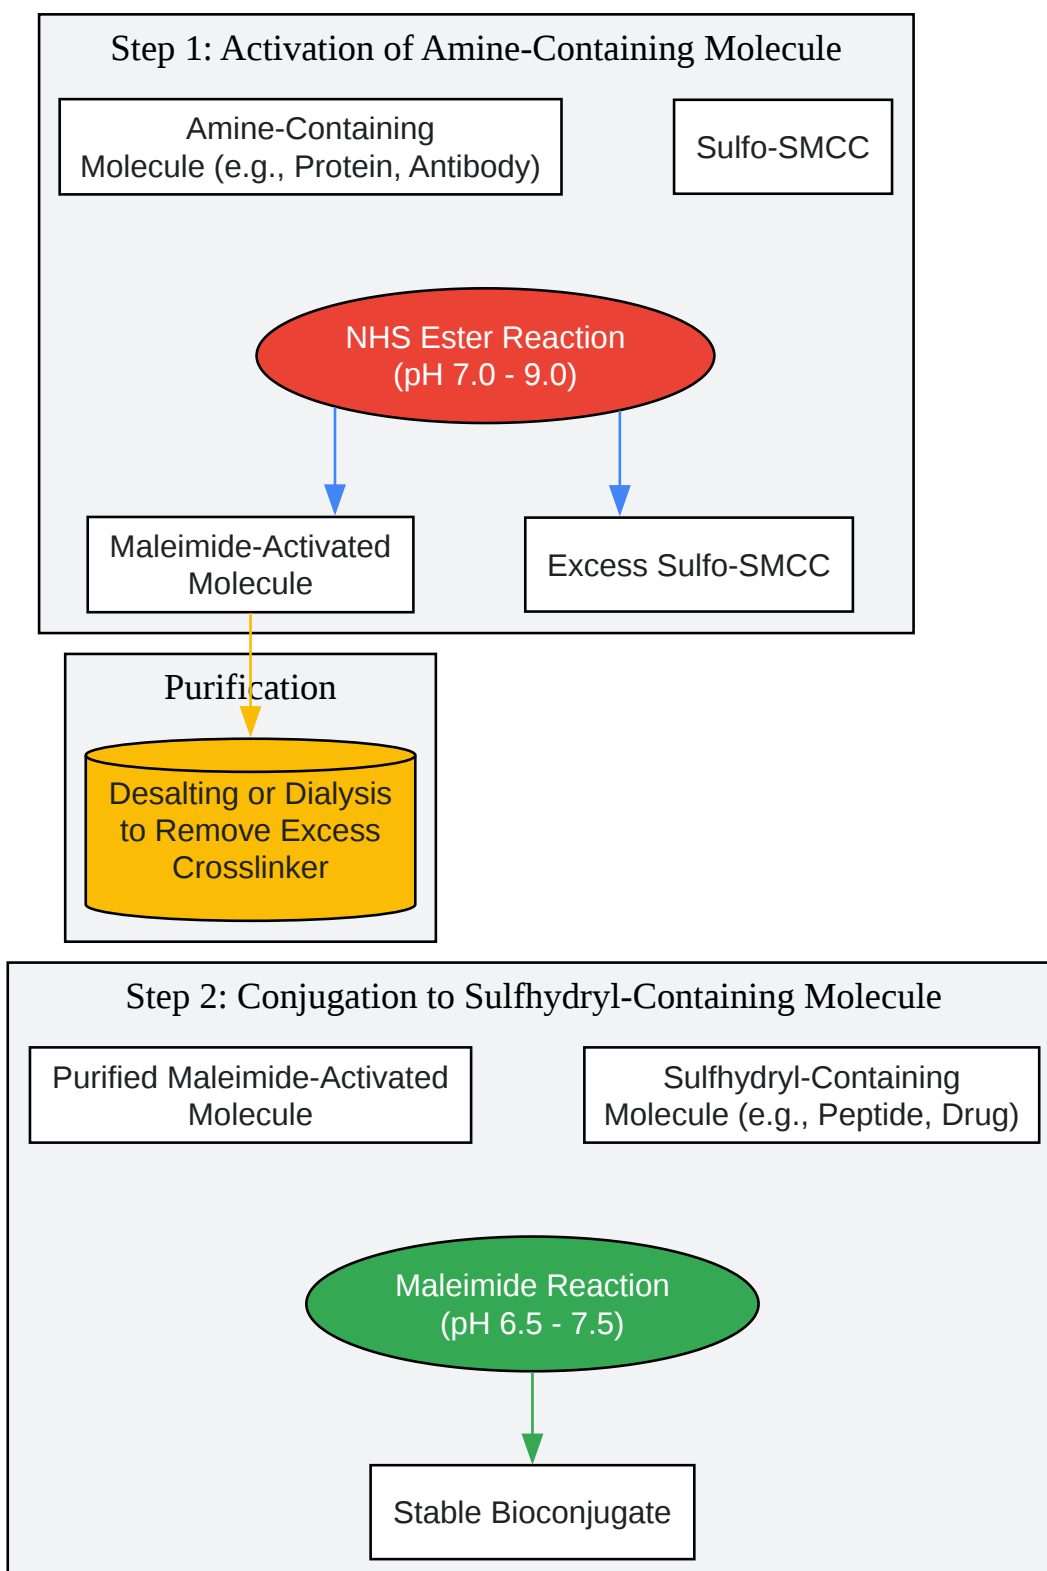 Step 1: Activation of Amine-Containing Molecule
Amine-Containing
Molecule (e.g., Protein, Antibody)
Sulfo-SMCC
NHS Ester Reaction
(pH 7.0 - 9.0)
Maleimide-Activated
Molecule
Excess Sulfo-SMCC
Purification
Desalting or Dialysis
to Remove Excess
Crosslinker
Step 2: Conjugation to Sulfhydryl-Containing Molecule
Purified Maleimide-Activated
Molecule
Sulfhydryl-Containing
Molecule (e.g., Peptide, Drug)
Maleimide Reaction
(pH 6.5 - 7.5)
Stable Bioconjugate